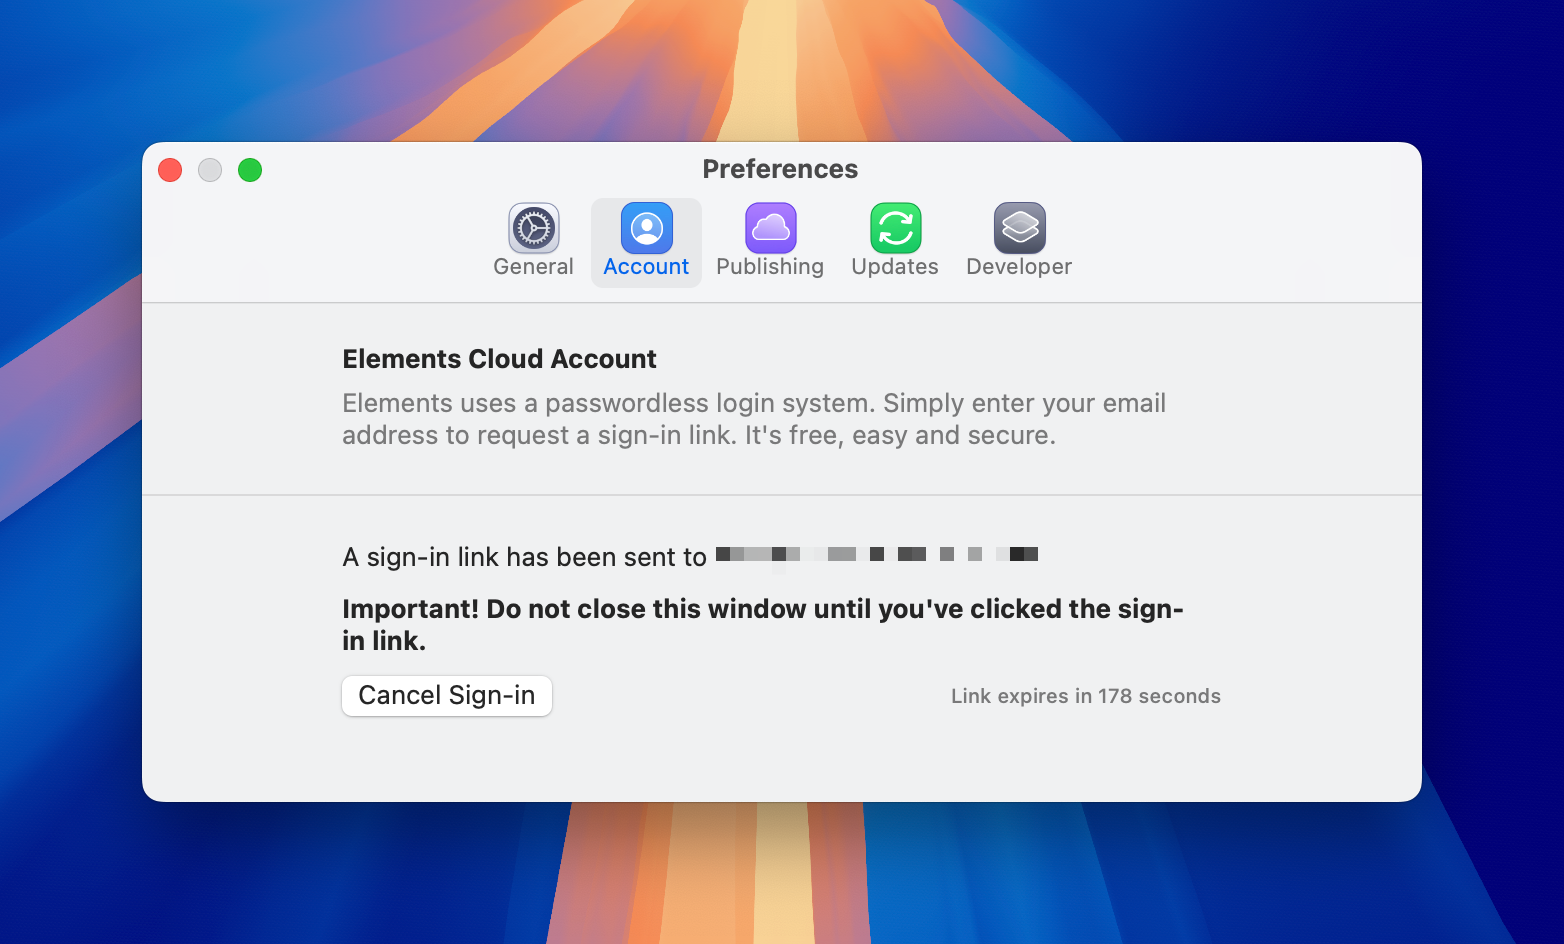 Preferences
General
Account
Publishing
Updates
Developer
Elements Cloud Account
Elements uses a passwordless login system. Simply enter your email
address to request a sign-in link. It's free, easy and secure.
A sign-in link has been sent to
Important! Do not close this window until you've clicked the sign-
in link.
Cancel Sign-in
Link expires in 178 seconds